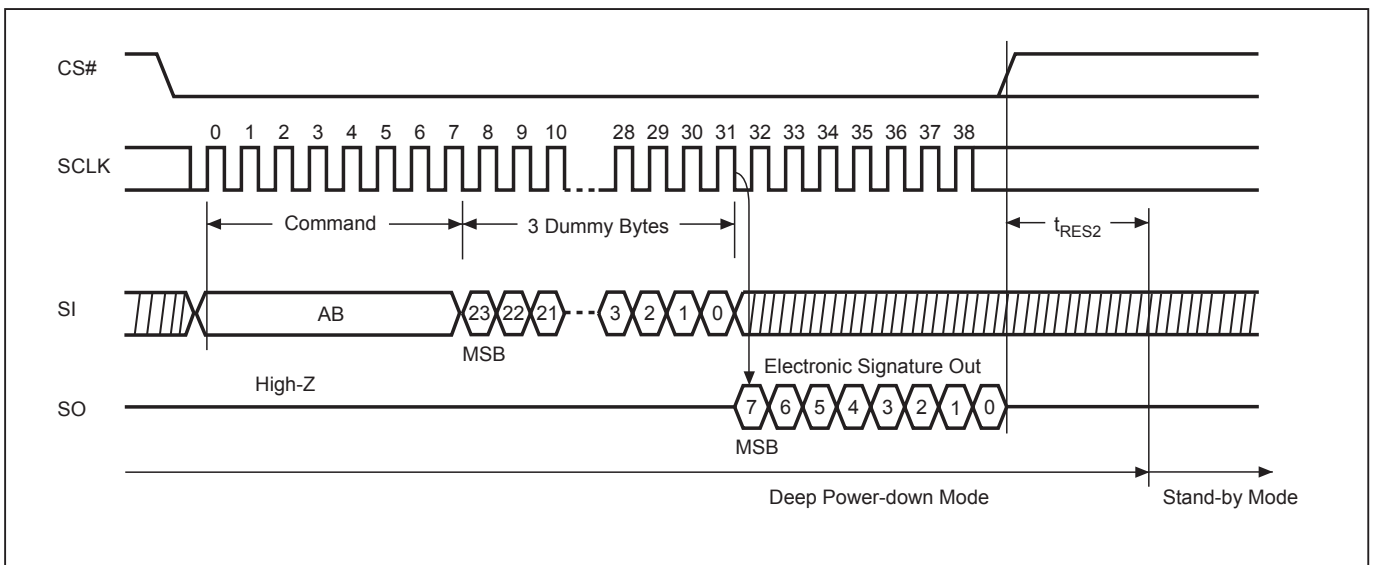 CS#
0 1 2 3 4 5 6 7 8 9 10 28 29 30 31 32 33 34 35 36 37 38
SCLK
Command 3 Dummy Bytes tRES2
SI AB 23 22 21 3 2 1 0
MSB
High-Z Electronic Signature Out
SO 7 6 5 4 3 2 1 0
MSB
Deep Power-down Mode Stand-by Mode